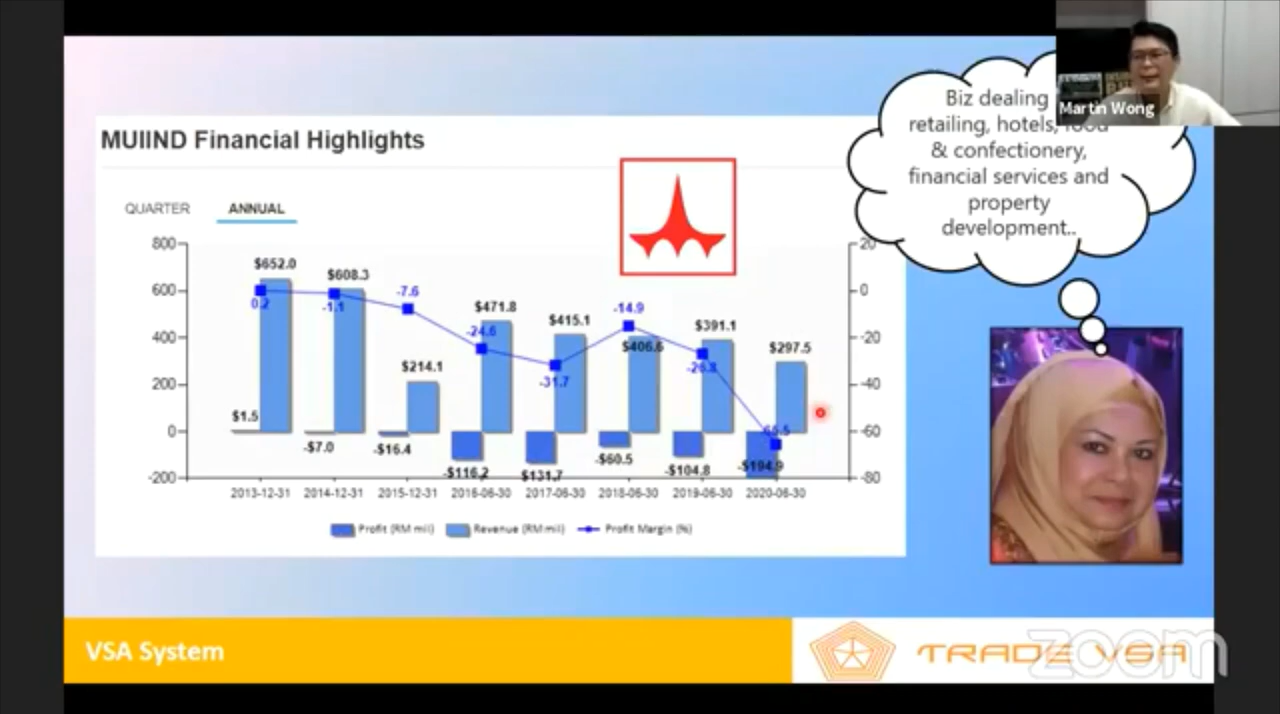 Biz dealing
retailing, hotels, food
& confectionery,
financial services and
property
development..
Martin Wong
MUIIND Financial Highlights
QUARTER ANNUAL
800
600
400
200
0
-200
20
0
-20
-40
-60
-80
$652.0
$608.3
$214.1
$471.8
$415.1
$406.6
$391.1
$297.5
0.2
-1.1
-7.6
-24.6
-31.7
-14.9
-26.8
-65.5
$1.5
-$7.0
-$16.4
-$116.2
$131.7
-$60.5
-$104.8
-$194.9
2013-12-31 2014-12-31 2015-12-31 2016-06-30 2017-06-30 2018-06-30 2019-06-30 2020-06-30
Profit (RM mil) Revenue (RM mil) Profit Margin (%)
VSA System
TRADE VSA
zoom